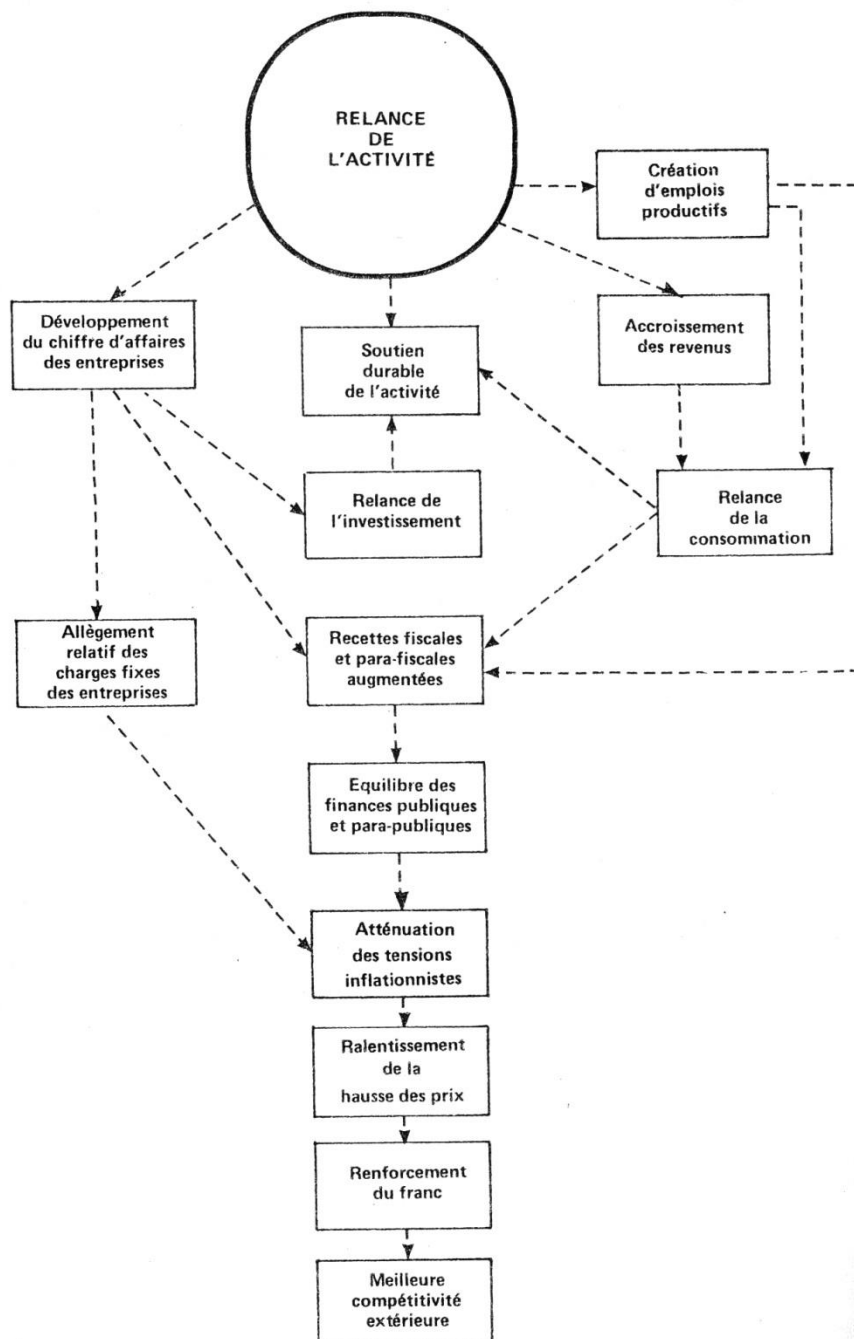 RELANCE
DE
L'ACTIVITÉ
Création
d'emplois
productifs
Développement
du chiffre d'affaires
des entreprises
Soutien
durable
de l'activité
Accroissement
des revenus
Relance de
l'investissement
Relance
de la
consommation
Allègement
relatif des
charges fixes
des entreprises
Recettes fiscales
et para-fiscales
augmentées
Equilibre des
finances publiques
et para-publiques
Atténuation
des tensions
inflationnistes
Ralentissement
de la
hausse des prix
Renforcement
du franc
Meilleure
compétitivité
extérieure